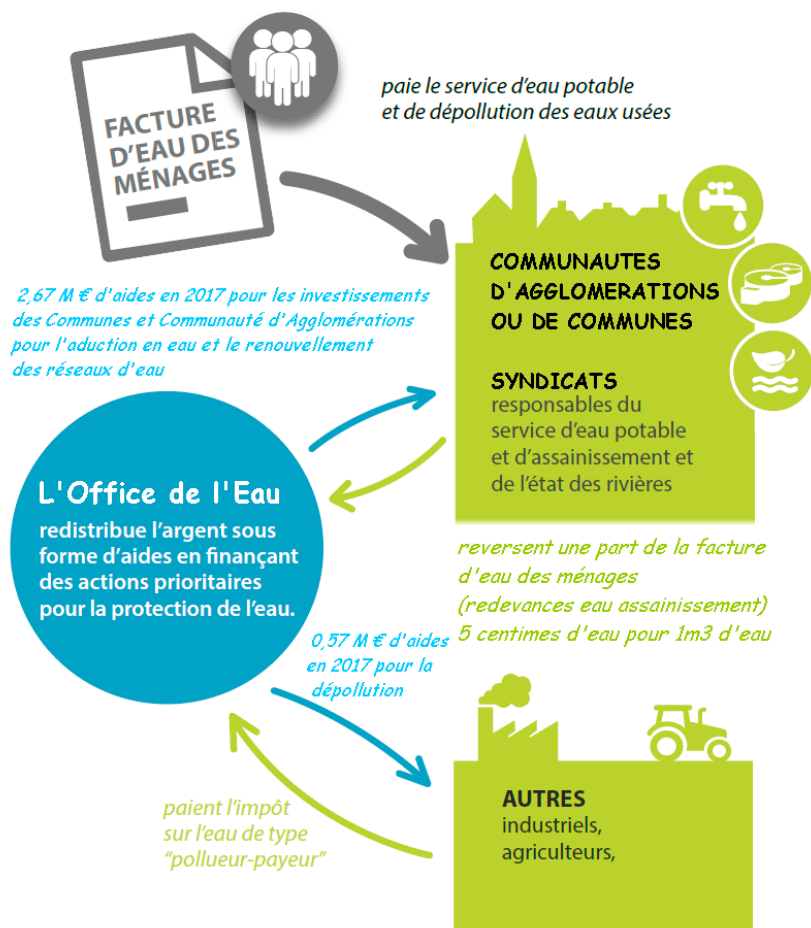 FACTURE
D'EAU DES
MÉNAGES
paie le service d'eau potable
et de dépollution des eaux usées
COMMUNAUTES
D'AGGLOMERATIONS
OU DE COMMUNES
SYNDICATS
responsables du
service d'eau potable
et d'assainissement et
de l'état des rivières
2,67 M € d'aides en 2017 pour les investissements
des Communes et Communauté d'Agglomérations
pour l'aduction en eau et le renouvellement
des réseaux d'eau
L'Office de l'Eau
redistribue l'argent sous
forme d'aides en finançant
des actions prioritaires
pour la protection de l'eau.
reversent une part de la facture
d'eau des ménages
(redevances eau assainissement)
5 centimes d'eau pour 1m3 d'eau
0,57 M € d'aides
en 2017 pour la
dépollution
paient l'impôt
sur l'eau de type
"pollueur-payeur"
AUTRES
industriels,
agriculteurs,